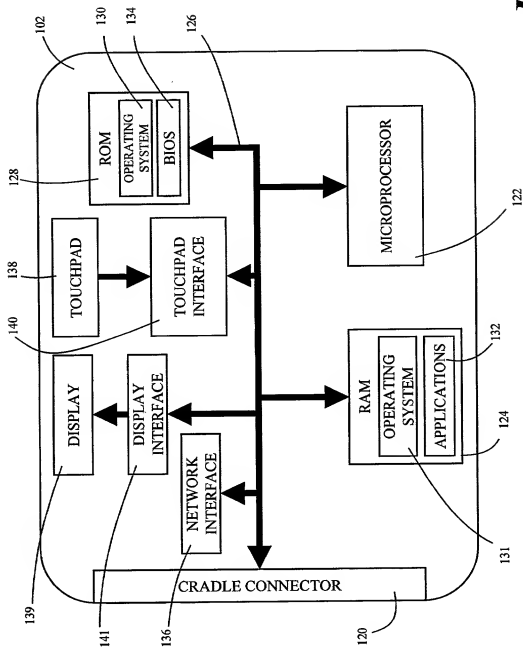 102
130
134
126
128
ROM
OPERATING
SYSTEM
BIOS
138
TOUCHPAD
TOUCHPAD
INTERFACE
140
MICROPROCESSOR
122
139
DISPLAY
DISPLAY
INTERFACE
141
NETWORK
INTERFACE
136
RAM
OPERATING
SYSTEM
APPLICATIONS
132
124
131
CRADLE CONNECTOR
120